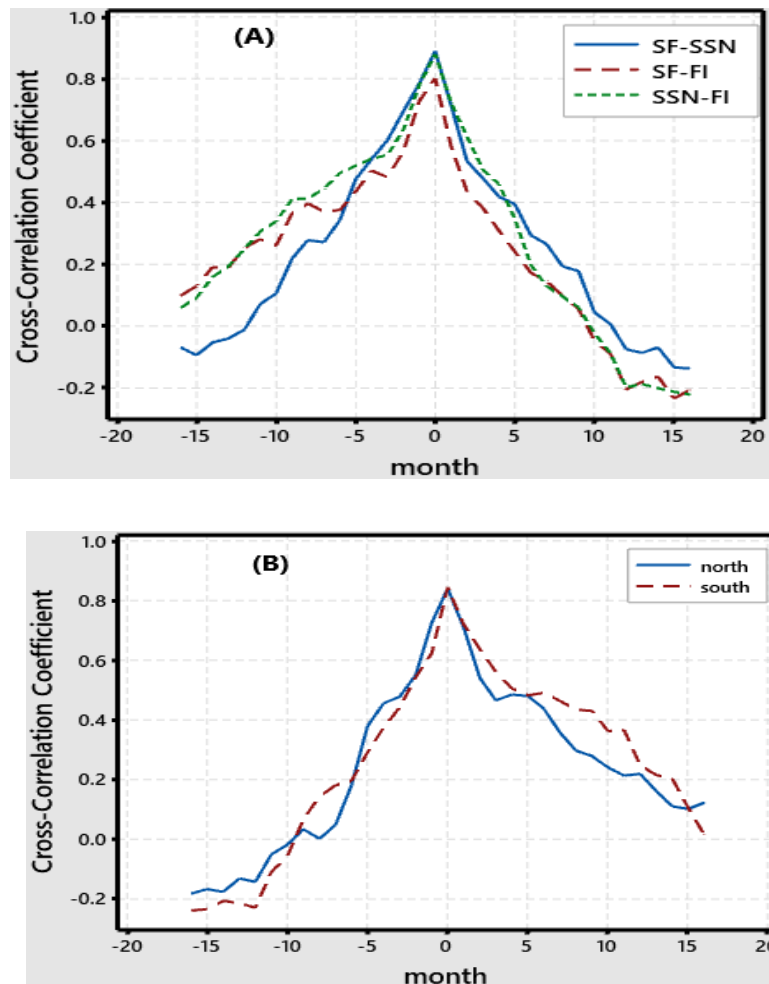 (A)
SF-SSN
SF-FI
SSN-FI
Cross-Correlation Coefficient
1.0
0.8
0.6
0.4
0.2
0.0
-0.2
-20 -15 -10 -5 0 5 10 15 20
month
(B)
north
south
Cross-Correlation Coefficient
1.0
0.8
0.6
0.4
0.2
0.0
-0.2
-20 -15 -10 -5 0 5 10 15 20
month